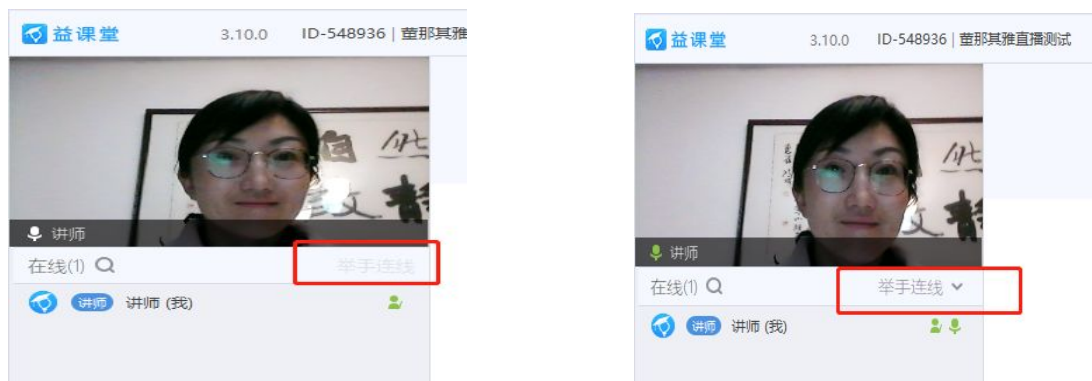 益课堂 3.10.0 ID-548936 | 董那其雅
讲师
在线(1) 举手连线
讲师 讲师 (我)
益课堂 3.10.0 ID-548936 | 董那其雅直播测试
讲师
在线(1) 举手连线
讲师 讲师 (我)